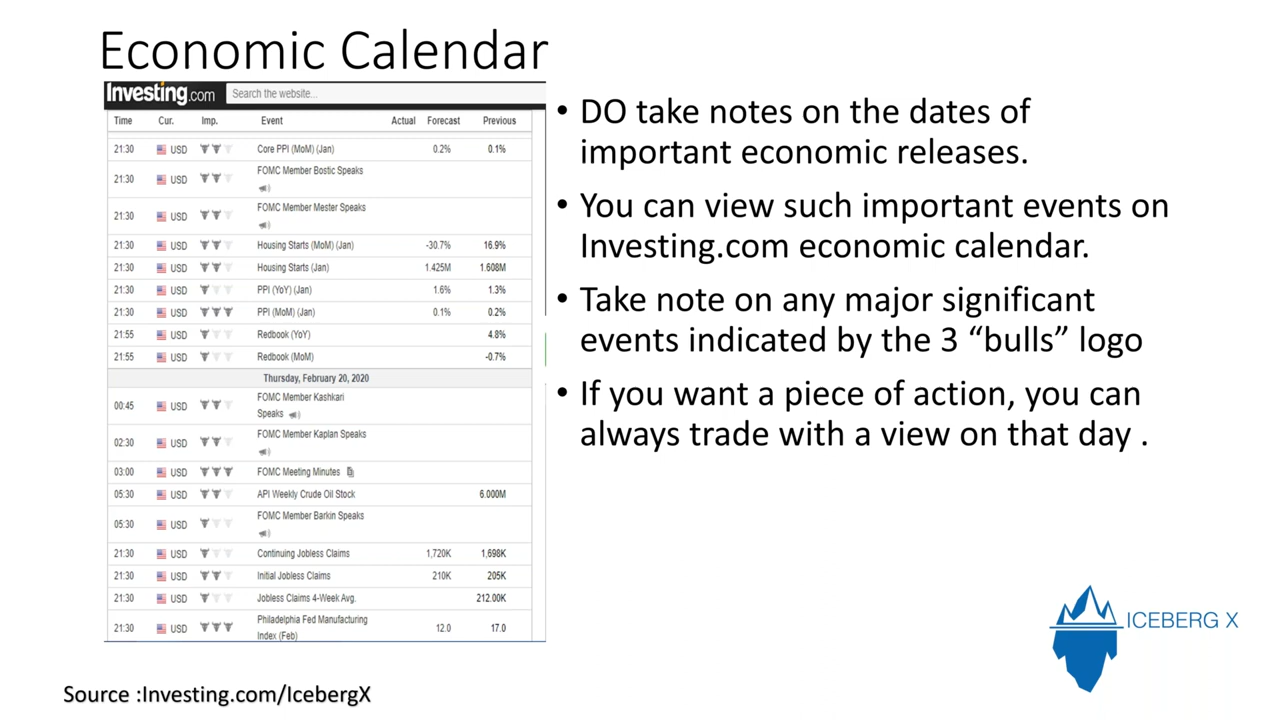 Economic Calendar
Investing.com Search the website...
Time Cur. Imp. Event Actual Forecast Previous
21:30 USD Core PPI (MoM) (Jan) 0.2% 0.1%
21:30 USD FOMC Member Bostic Speaks
21:30 USD FOMC Member Mester Speaks
21:30 USD Housing Starts (MoM) (Jan) -30.7% 16.9%
21:30 USD Housing Starts (Jan) 1.425M 1.608M
21:30 USD PPI (YoY) (Jan) 1.6% 1.3%
21:30 USD PPI (MoM) (Jan) 0.1% 0.2%
21:55 USD Redbook (YoY) 4.8%
21:55 USD Redbook (MoM) -0.7%
Thursday, February 20, 2020
00:45 USD FOMC Member Kashkari
Speaks
02:30 USD FOMC Member Kaplan Speaks
03:00 USD FOMC Meeting Minutes
05:30 USD API Weekly Crude Oil Stock 6.000M
05:30 USD FOMC Member Barkin Speaks
21:30 USD Continuing Jobless Claims 1,720K 1,698K
21:30 USD Initial Jobless Claims 210K 205K
21:30 USD Jobless Claims 4-Week Avg. 212.00K
21:30 USD Philadelphia Fed Manufacturing 12.0 17.0
Index (Feb)
• DO take notes on the dates of
important economic releases.
• You can view such important events on
Investing.com economic calendar.
• Take note on any major significant
events indicated by the 3 “bulls” logo
• If you want a piece of action, you can
always trade with a view on that day .
ICEBERG X
Source :Investing.com/IcebergX